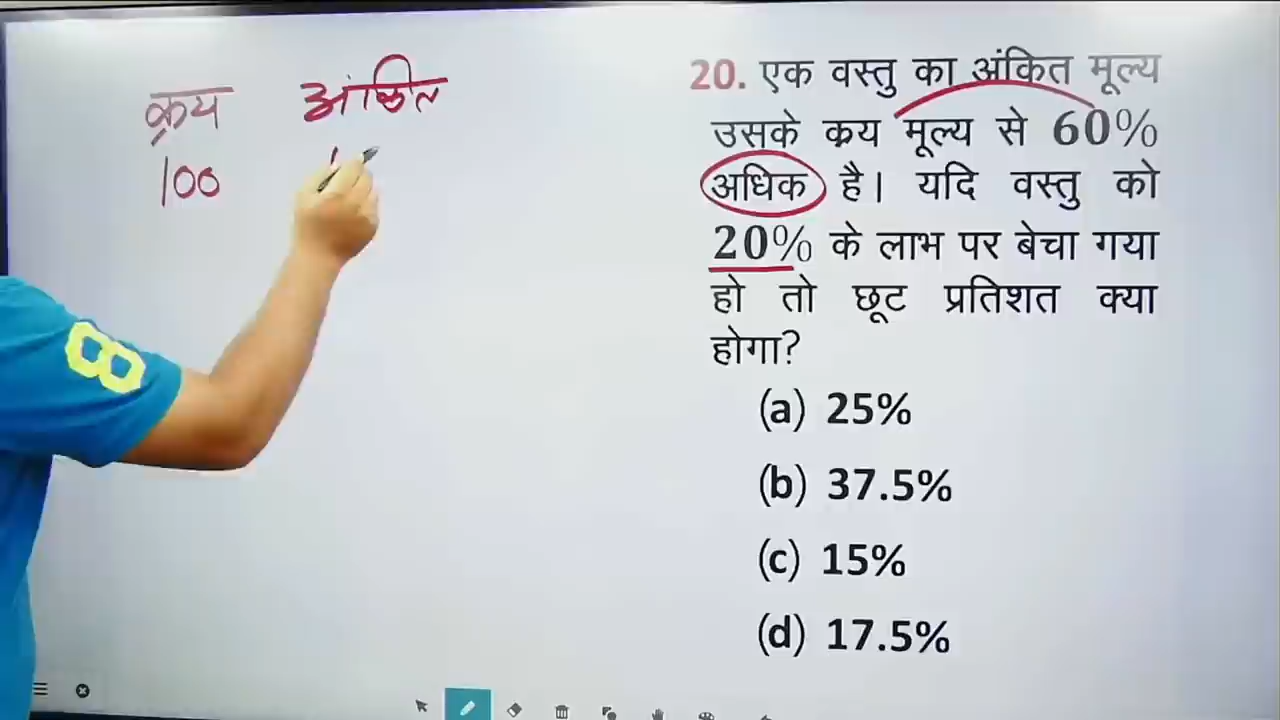 क्रय अंकित
100 1
20. एक वस्तु का अंकित मूल्य
उसके क्रय मूल्य से 60%
अधिक है। यदि वस्तु को
20% के लाभ पर बेचा गया
हो तो छूट प्रतिशत क्या
होगा?
(a) 25%
(b) 37.5%
(c) 15%
(d) 17.5%
8